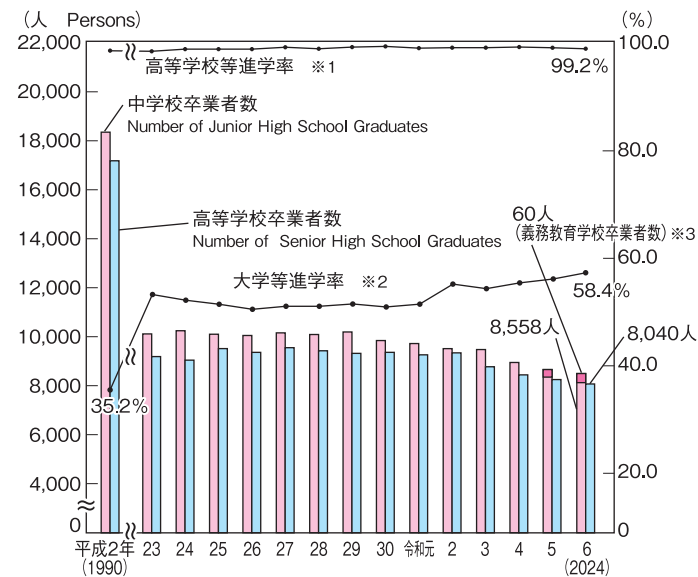 （人　Persons）
（%）
22,000
100.0
高等学校等進学率　※1
99.2%
20,000
中学校卒業者数
Number of Junior High School Graduates
18,000
80.0
16,000
高等学校卒業者数
Number of Senior High School Graduates
60人
（義務教育学校卒業者数）※3
14,000
60.0
大学等進学率　※2
58.4%
12,000
8,558人
8,040人
10,000
40.0
8,000
35.2%
6,000
20.0
4,000
0
0
平成2年 23 24 25 26 27 28 29 30 令和元 2 3 4 5 6
(1990)
(2024)